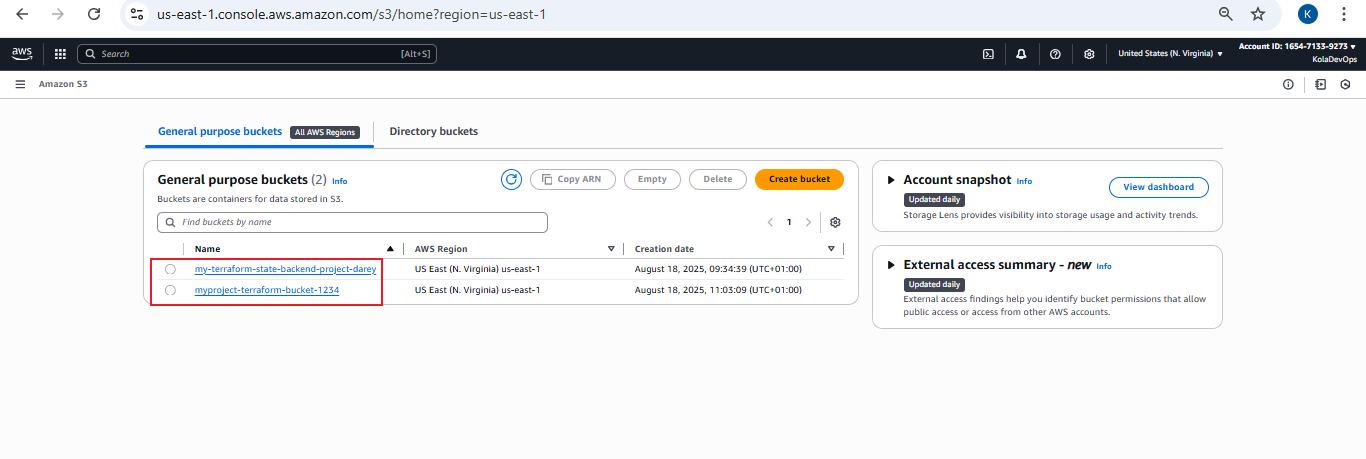 us-east-1.console.aws.amazon.com/s3/home?region=us-east-1
K
aws
Search
[Alt+S]
United States (N. Virginia) ▼
Account ID: 1654-7133-9273 ▼
KolaDevOps
Amazon S3
General purpose buckets All AWS Regions
Directory buckets
General purpose buckets (2) Info
Copy ARN
Empty
Delete
Create bucket
Buckets are containers for data stored in S3.
Find buckets by name
1
Name AWS Region Creation date
my-terraform-state-backend-project-darey US East (N. Virginia) us-east-1 August 18, 2025, 09:34:39 (UTC+01:00)
myproject-terraform-bucket-1234 US East (N. Virginia) us-east-1 August 18, 2025, 11:03:09 (UTC+01:00)
Account snapshot Info
View dashboard
Updated daily
Storage Lens provides visibility into storage usage and activity trends.
External access summary - new Info
Updated daily
External access findings help you identify bucket permissions that allow
public access or access from other AWS accounts.